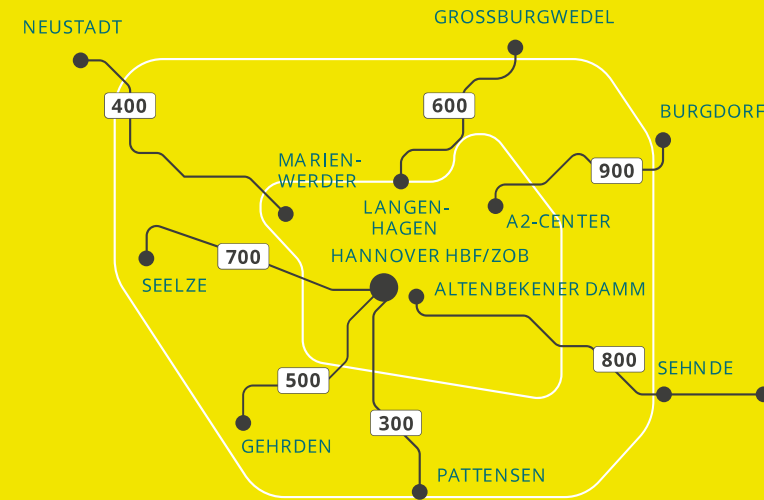 GROSSBURGWEDEL
NEUSTADT
400
600
BURGDORF
MARIEN-
WERDER
900
LANGEN-
HAGEN
A2-CENTER
700
HANNOVER HBF/ZOB
SEELZE
ALTENBEKENER DAMM
800
SEHNDE
500
300
GEHRDEN
PATTENSEN